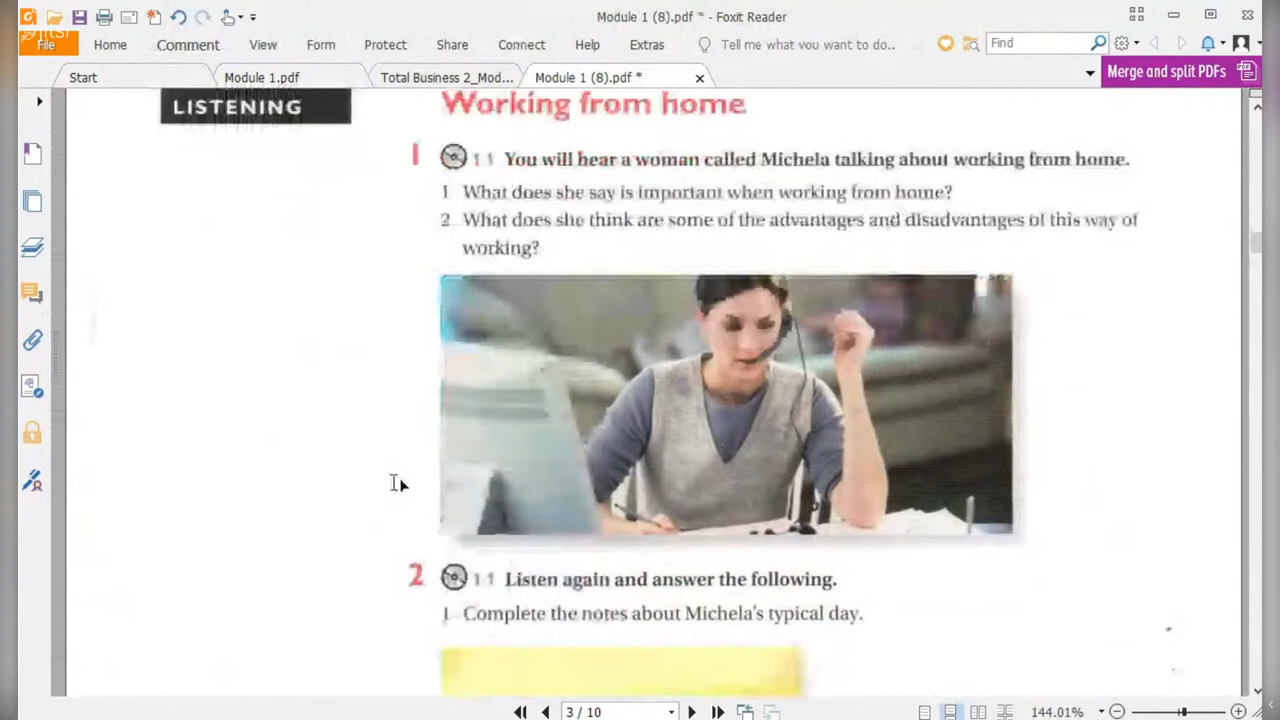 Module 1 (8).pdf * - Foxit Reader
File Home Comment View Form Protect Share Connect Help Extras Tell me what you want to do.. Find
Start Module 1.pdf Total Business 2_Mod... Module 1 (8).pdf *
Merge and split PDFs
LISTENING
Working from home
1 1 1 You will hear a woman called Michela talking about working from home.
1 What does she say is important when working from home?
2 What does she think are some of the advantages and disadvantages of this way of
working?
2 1 1 Listen again and answer the following.
1 Complete the notes about Michela's typical day.
3 / 10 144.01%